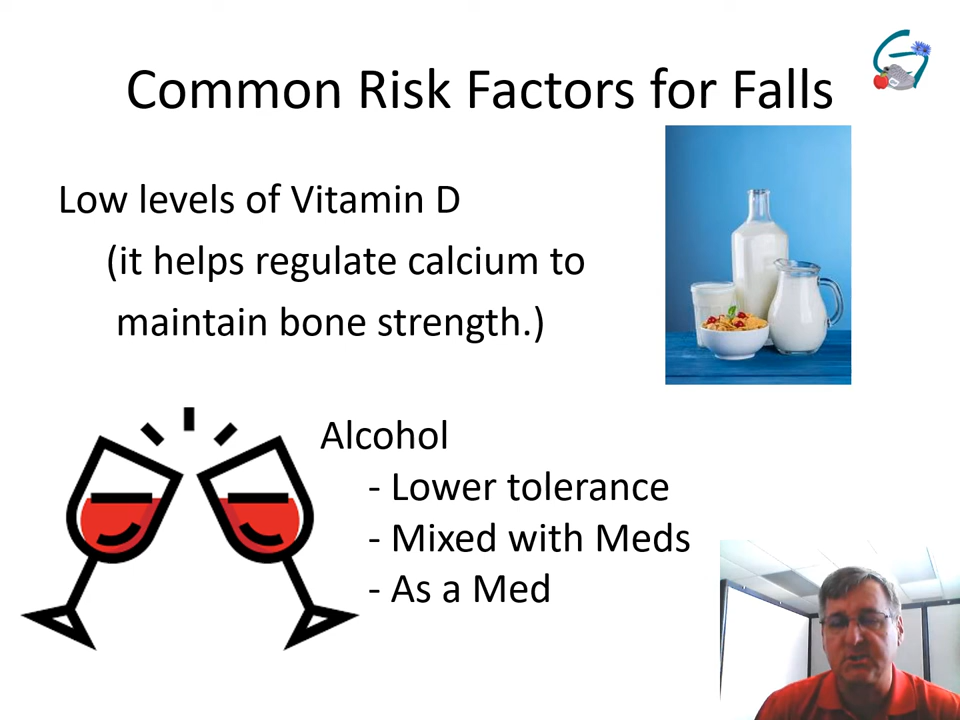 Common Risk Factors for Falls
Low levels of Vitamin D
(it helps regulate calcium to
maintain bone strength.)
Alcohol
- Lower tolerance
- Mixed with Meds
- As a Med